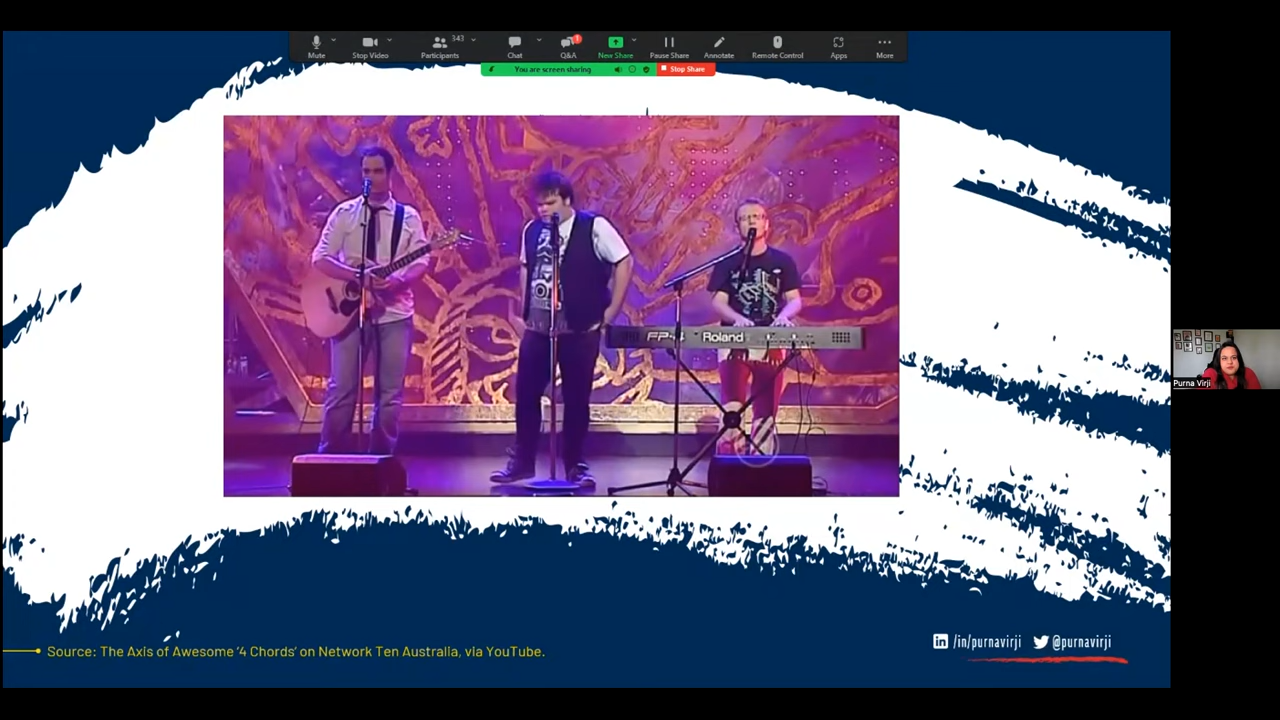 343
Mute
Stop Video
Participants
Chat
Q&A
New Share
Pause Share
Annotate
Remote Control
Apps
More
You are screen sharing
Stop Share
Roland
Purna Virji
in /in/purnavirji @purnavirji
Source: The Axis of Awesome '4 Chords' on Network Ten Australia, via YouTube.